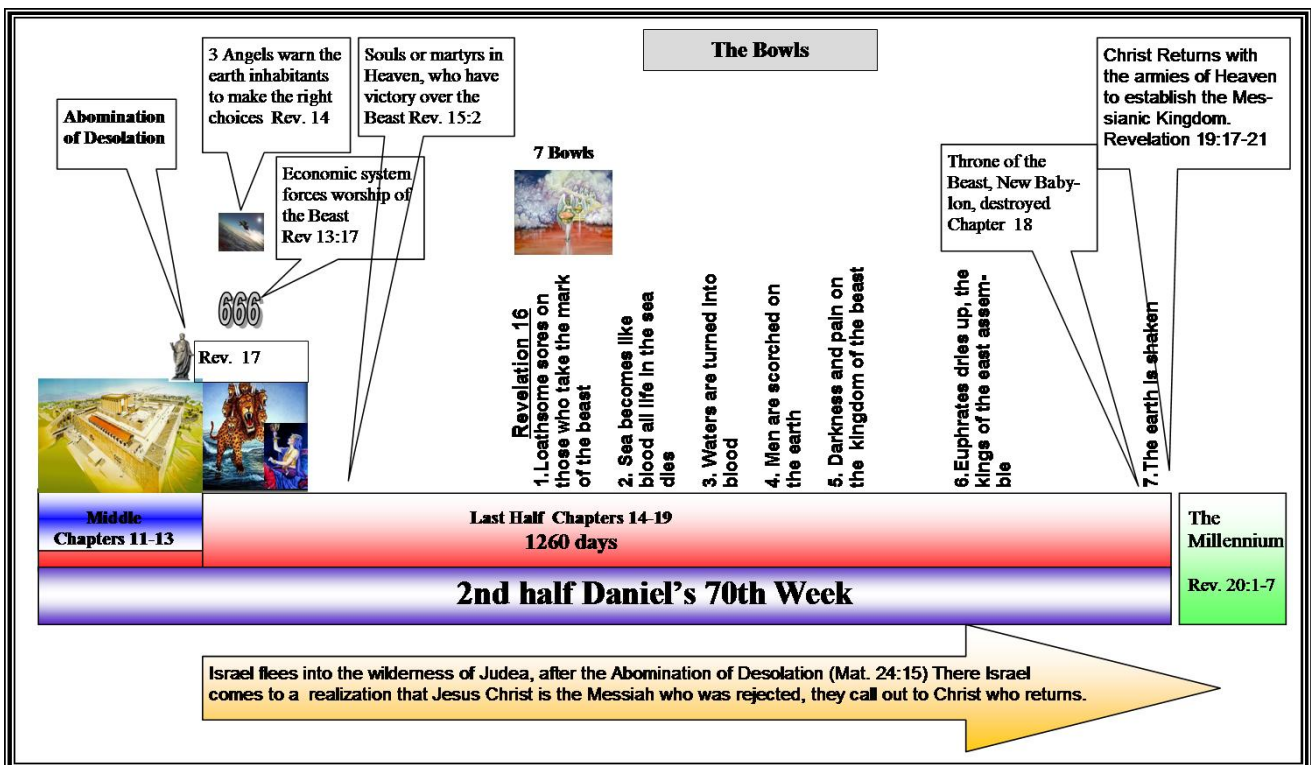 The Bowls
Abomination
of Desolation
3 Angels warn the
earth inhabitants
to make the right
choices Rev. 14
Souls or martyrs in
Heaven, who have
victory over the
Beast Rev. 15:2
Economic system
forces worship of
the Beast
Rev 13:17
7 Bowls
Christ Returns with
the armies of Heaven
to establish the Mes-
sianic Kingdom.
Revelation 19:17-21
Throne of the
Beast, New Baby-
lon, destroyed
Chapter 18
666
Rev. 17
Revelation 16
1.Loathsome sores on
those who take the mark
of the beast
2. Sea becomes like
blood all life in the sea
dies
3. Waters are turned into
blood
4. Men are scorched on
the earth
5. Darkness and pain on
the kingdom of the beast
6.Euphrates dries up, the
kings of the east assem-
ble
7.The earth is shaken
Middle
Chapters 11-13
Last Half Chapters 14-19
1260 days
2nd half Daniel's 70th Week
The
Millennium
Rev. 20:1-7
Israel flees into the wilderness of Judea, after the Abomination of Desolation (Mat. 24:15) There Israel
comes to a realization that Jesus Christ is the Messiah who was rejected, they call out to Christ who returns.